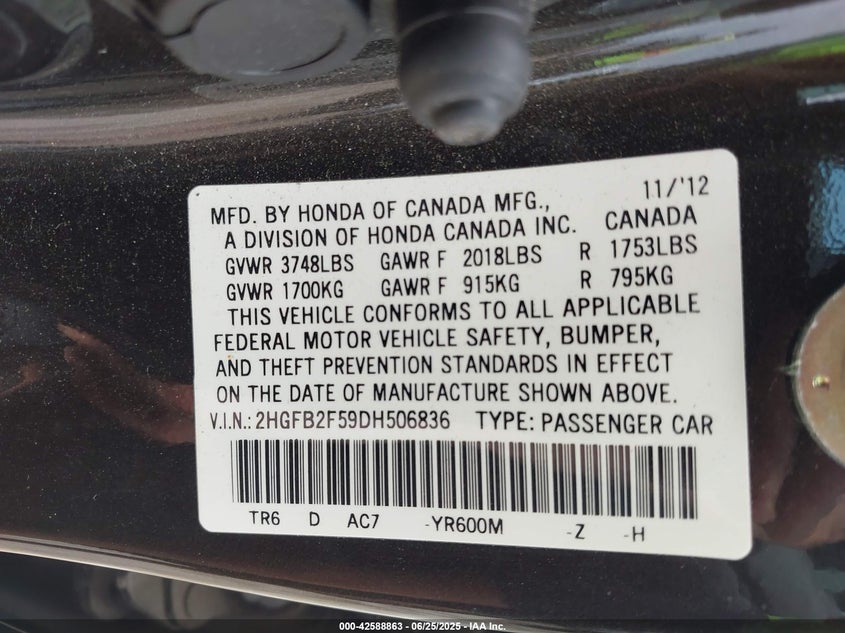 11/'12
MFD. BY HONDA OF CANADA MFG.,
A DIVISION OF HONDA CANADA INC. CANADA
GVWR 3748LBS GAWR F 2018LBS R 1753LBS
GVWR 1700KG GAWR F 915KG R 795KG
THIS VEHICLE CONFORMS TO ALL APPLICABLE
FEDERAL MOTOR VEHICLE SAFETY, BUMPER,
AND THEFT PREVENTION STANDARDS IN EFFECT
ON THE DATE OF MANUFACTURE SHOWN ABOVE.
V.I.N.: 2HGFB2F59DH506836 TYPE: PASSENGER CAR
TR6 D AC7 -YR600M -Z -H
000-42588863 - 06/25/2025 - IAA Inc.